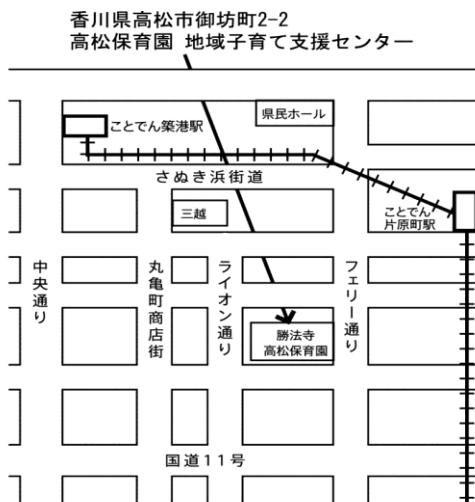 香川県高松市御坊町2-2
高松保育園 地域子育て支援センター
県民ホール
ことでん築港駅
さぬき浜街道
三越
ことでん
片原町駅
中央通り
丸亀町商店街
ライオン通り
フェリー通り
勝法寺
高松保育園
国道11号